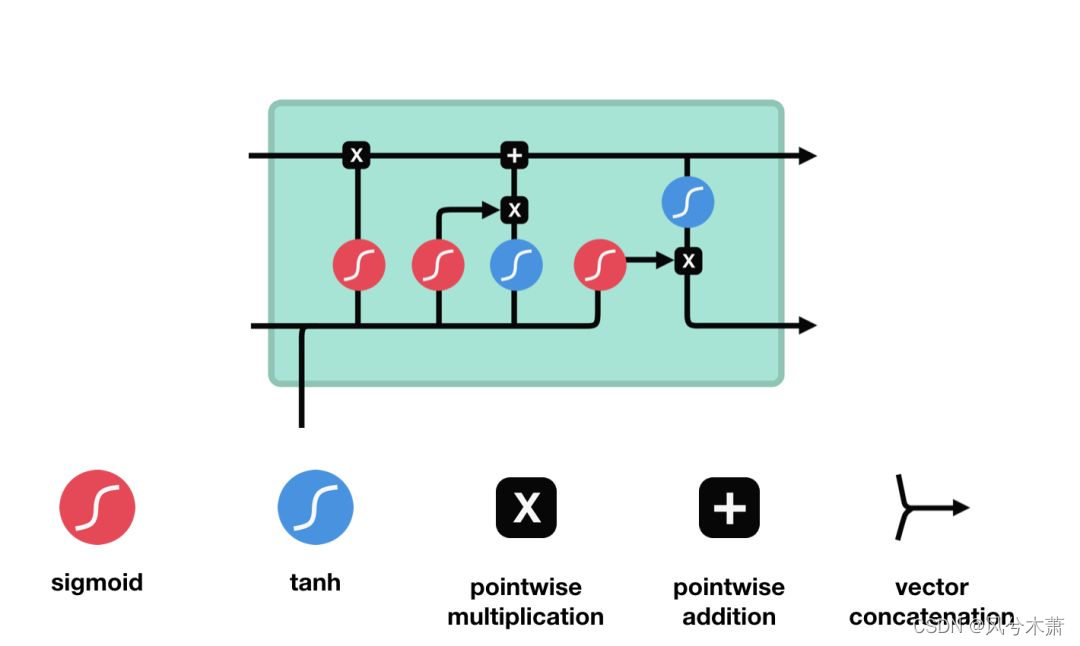 X
+
X
X
X
+
sigmoid
tanh
pointwise
multiplication
pointwise
addition
vector
concatenation
CSDN @风兮木萧